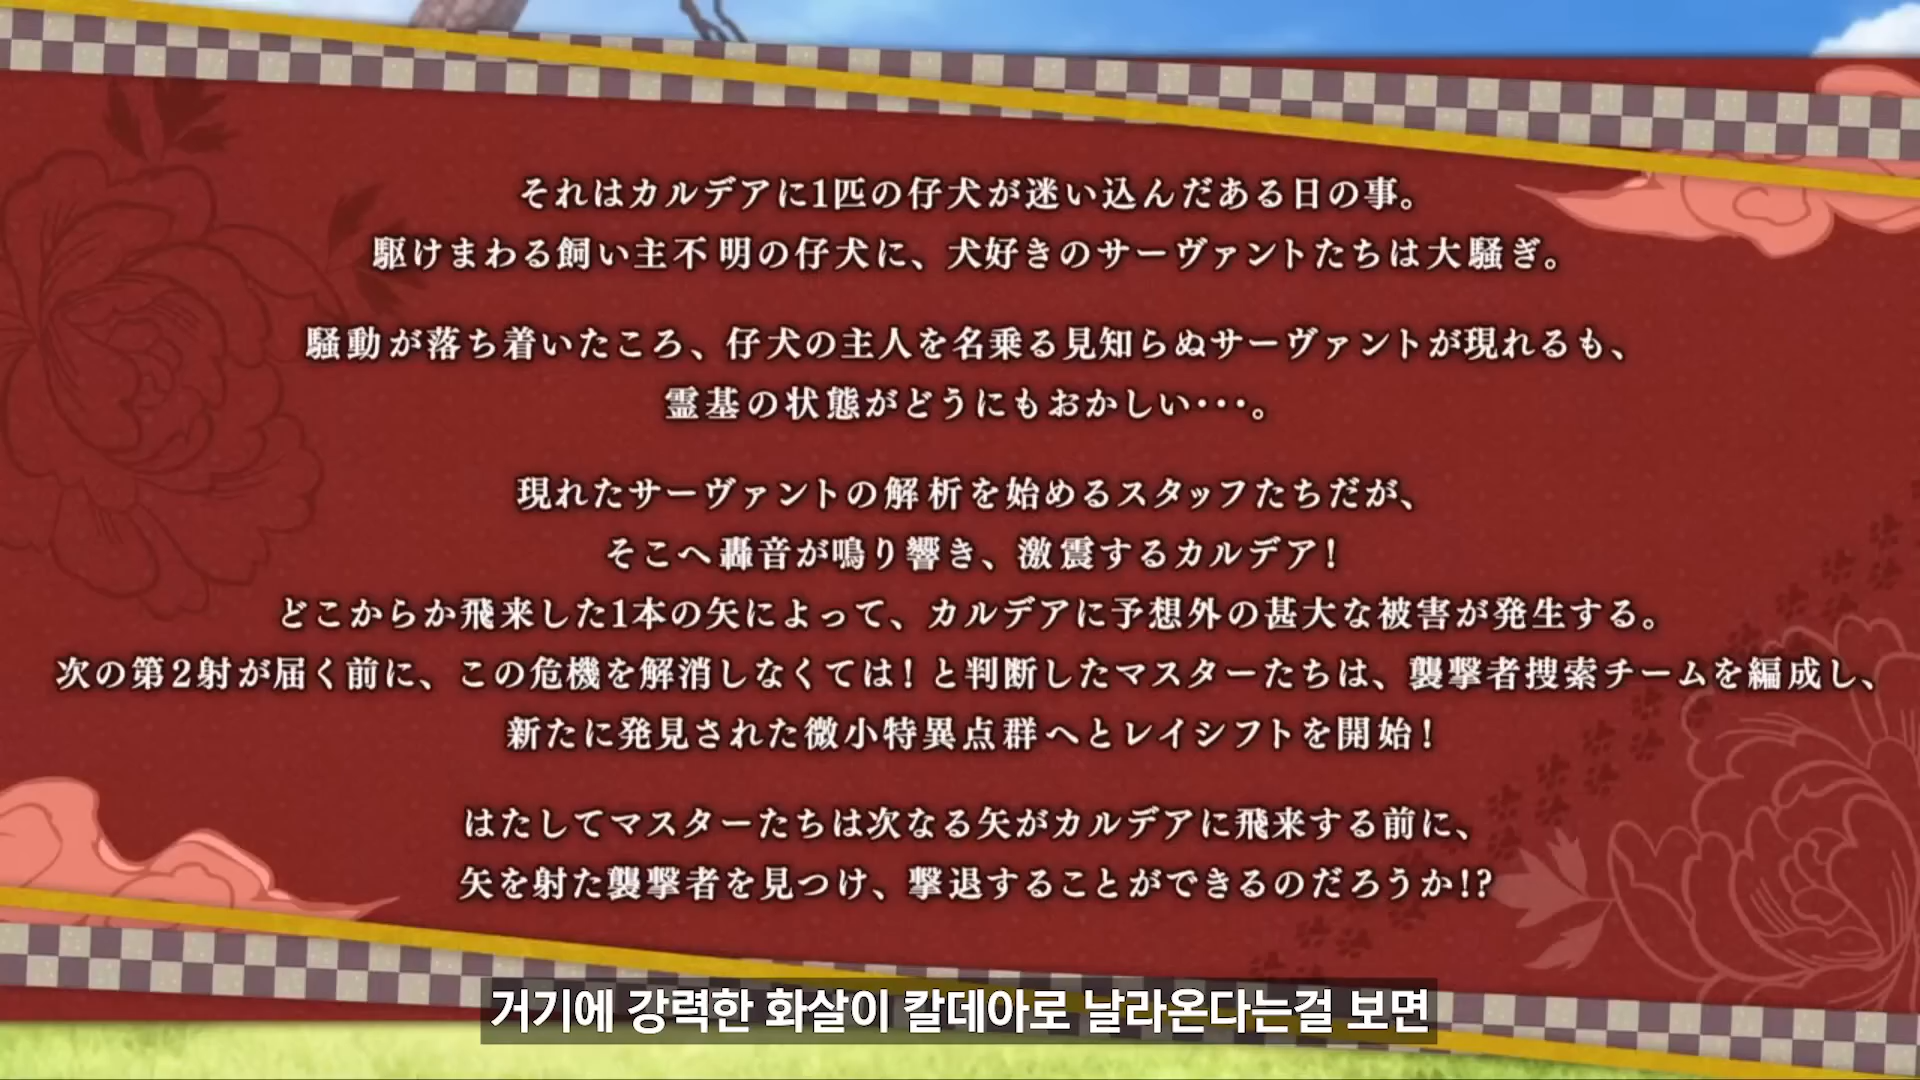 それはカルデアに1匹の仔犬が迷い込んだある日の事。
駆けまわる飼い主不明の仔犬に、犬好きのサーヴァントたちは大騒ぎ。
騒動が落ち着いたころ、仔犬の主人を名乗る見知らぬサーヴァントが現れるも、
霊基の状態がどうにもおかしい･･･。
現れたサーヴァントの解析を始めるスタッフたちだが、
そこへ轟音が鳴り響き、激震するカルデア！
どこからか飛来した1本の矢によって、カルデアに予想外の甚大な被害が発生する。
次の第2射が届く前に、この危機を解消しなくては！と判断したマスターたちは、襲撃者捜索チームを編成し、
新たに発見された微小特異点群へとレイシフトを開始！
はたしてマスターたちは次なる矢がカルデアに飛来する前に、
矢を射た襲撃者を見つけ、撃退することができるのだろうか!?
거기에 강력한 화살이 칼데아로 날라온다는걸 보면